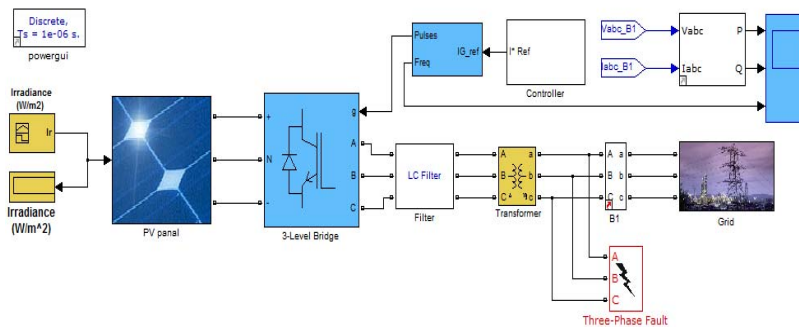 Discrete,
Ts = 1e-06 s.
powergui
Irradiance
(W/m2)
Ir
Irradiance
(W/m^2)
PV panal
+
N
-
g
A
B
C
3-Level Bridge
Pulses
Freq
IG_ref
I* Ref
Controller
Vabc_B1
Iabc_B1
Vabc
Iabc
P
Q
LC Filter
Filter
A
B
C
a
b
c
Transformer
A
B
C
a
b
c
B1
Grid
A
B
C
Three-Phase Fault